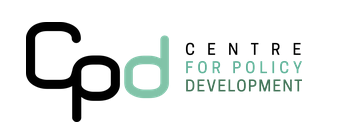 Cpd
CENTRE
FOR POLICY
DEVELOPMENT